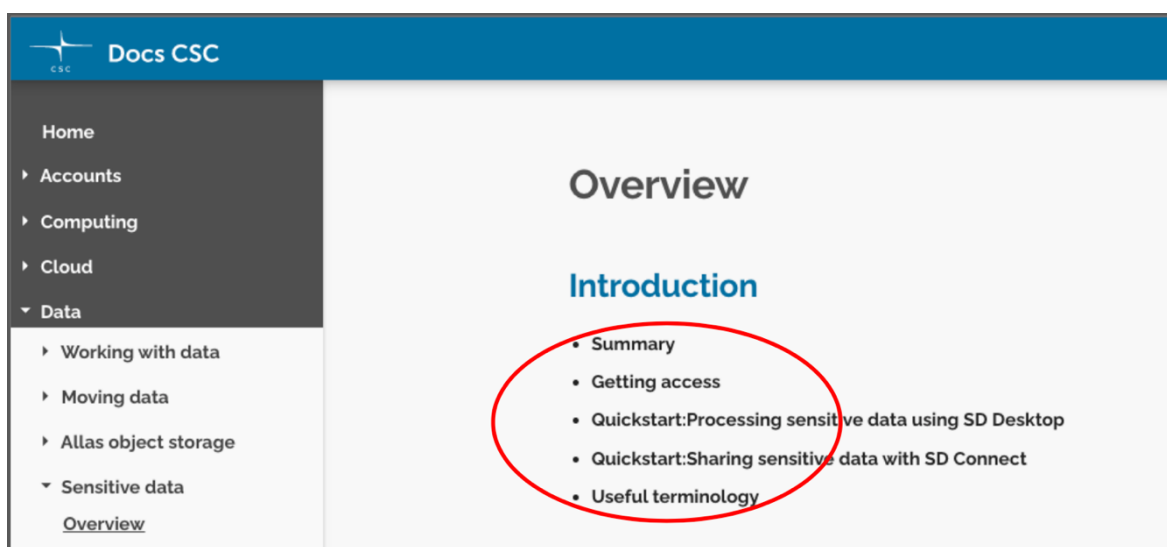 csc
Docs CSC
Home
Accounts
Computing
Cloud
Data
Working with data
Moving data
Allas object storage
Sensitive data
Overview
Overview
Introduction
Summary
Getting access
Quickstart:Processing sensitive data using SD Desktop
Quickstart:Sharing sensitive data with SD Connect
Useful terminology